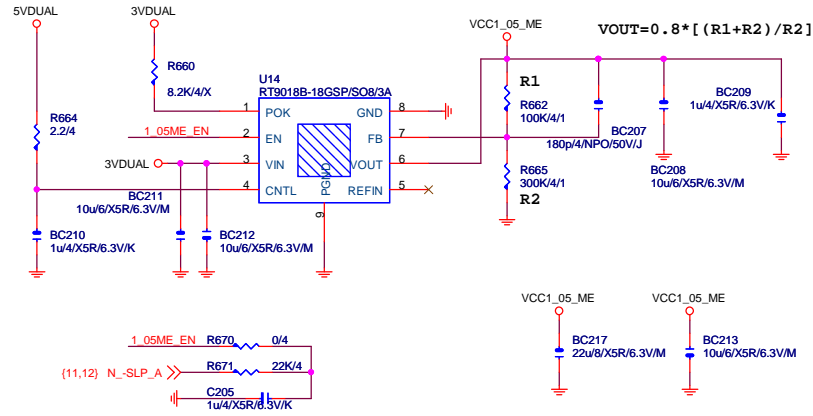 5VDUAL
3VDUAL
VCC1_05_ME
VOUT=0.8*[(R1+R2)/R2]
R660
8.2K/4/X
U14
RT9018B-18GSP/SO8/3A
R664
2.2/4
1 POK
GND 8
1_05ME_EN 2 EN
FB 7
3VDUAL 3 VIN
VOUT 6
4 CNTL
REFIN 5
PGND
9
R1
R662
100K/4/1
BC207
180p/4/NPO/50V/J
BC209
1u/4/X5R/6.3V/K
R665
300K/4/1
R2
BC208
10u/6/X5R/6.3V/M
BC211
10u/6/X5R/6.3V/M
BC210
1u/4/X5R/6.3V/K
BC212
10u/6/X5R/6.3V/M
1_05ME_EN R670 0/4
{11,12} N_-SLP_A R671 22K/4
C205
1u/4/X5R/6.3V/K
VCC1_05_ME
BC217
22u/8/X5R/6.3V/M
VCC1_05_ME
BC213
10u/6/X5R/6.3V/M